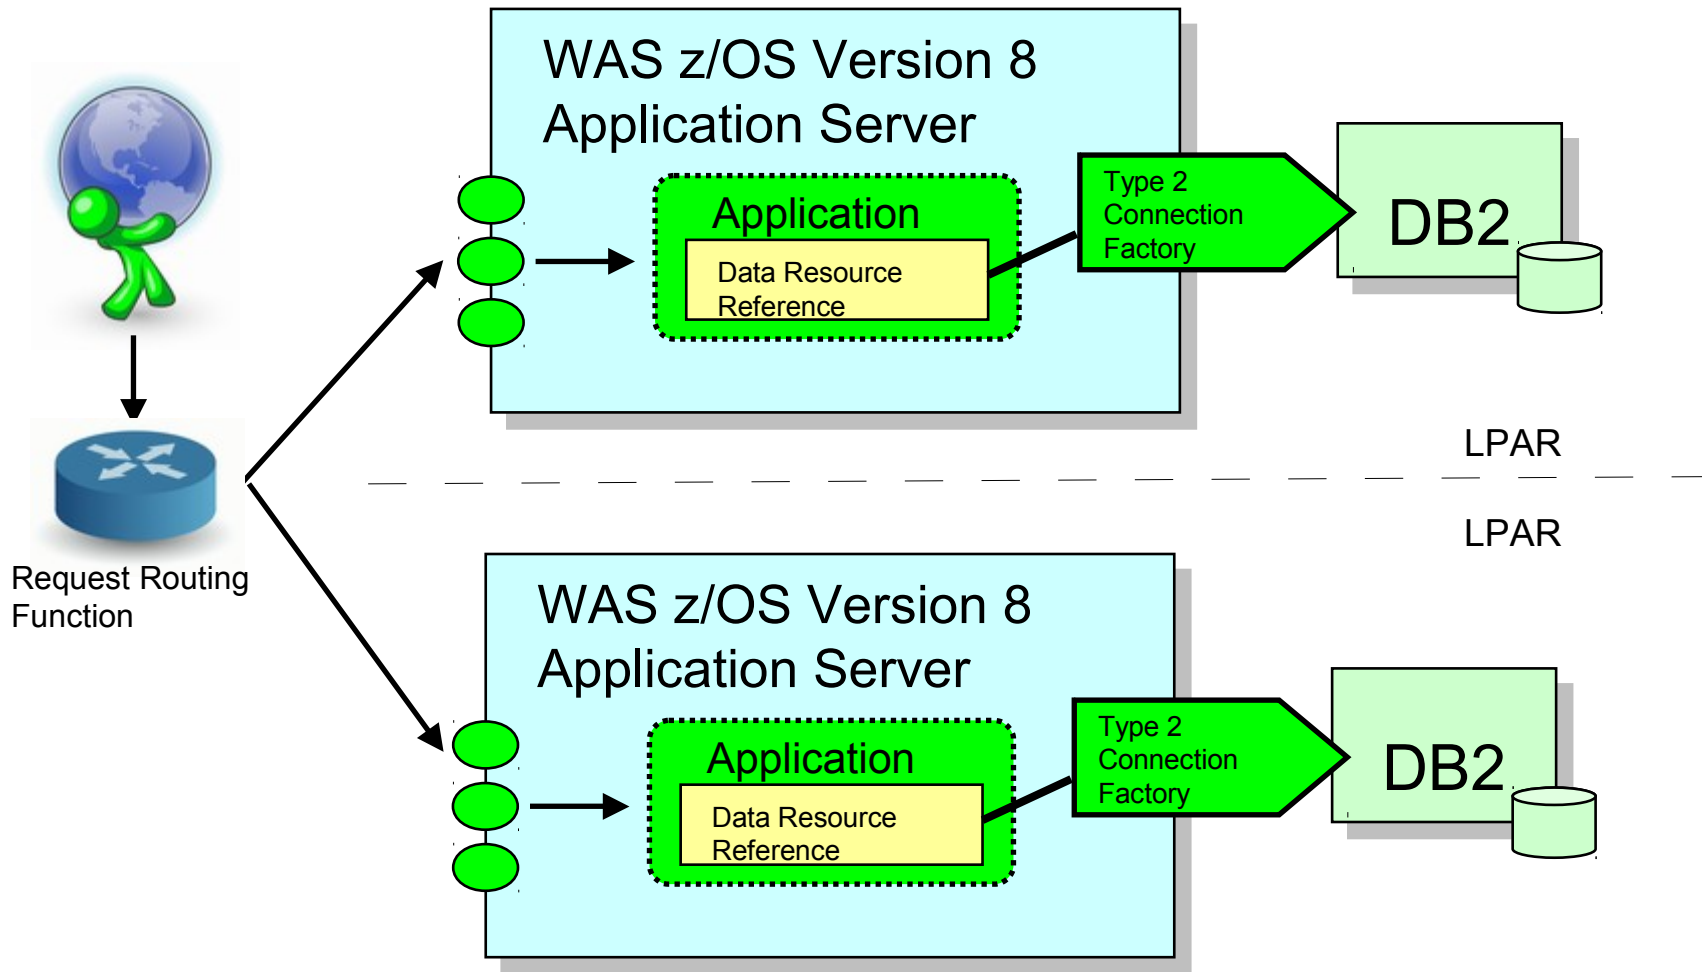 WAS z/OS Version 8
Application Server
Application
Data Resource
Reference
Type 2
Connection
Factory
DB2
LPAR
LPAR
Request Routing
Function
WAS z/OS Version 8
Application Server
Application
Data Resource
Reference
Type 2
Connection
Factory
DB2